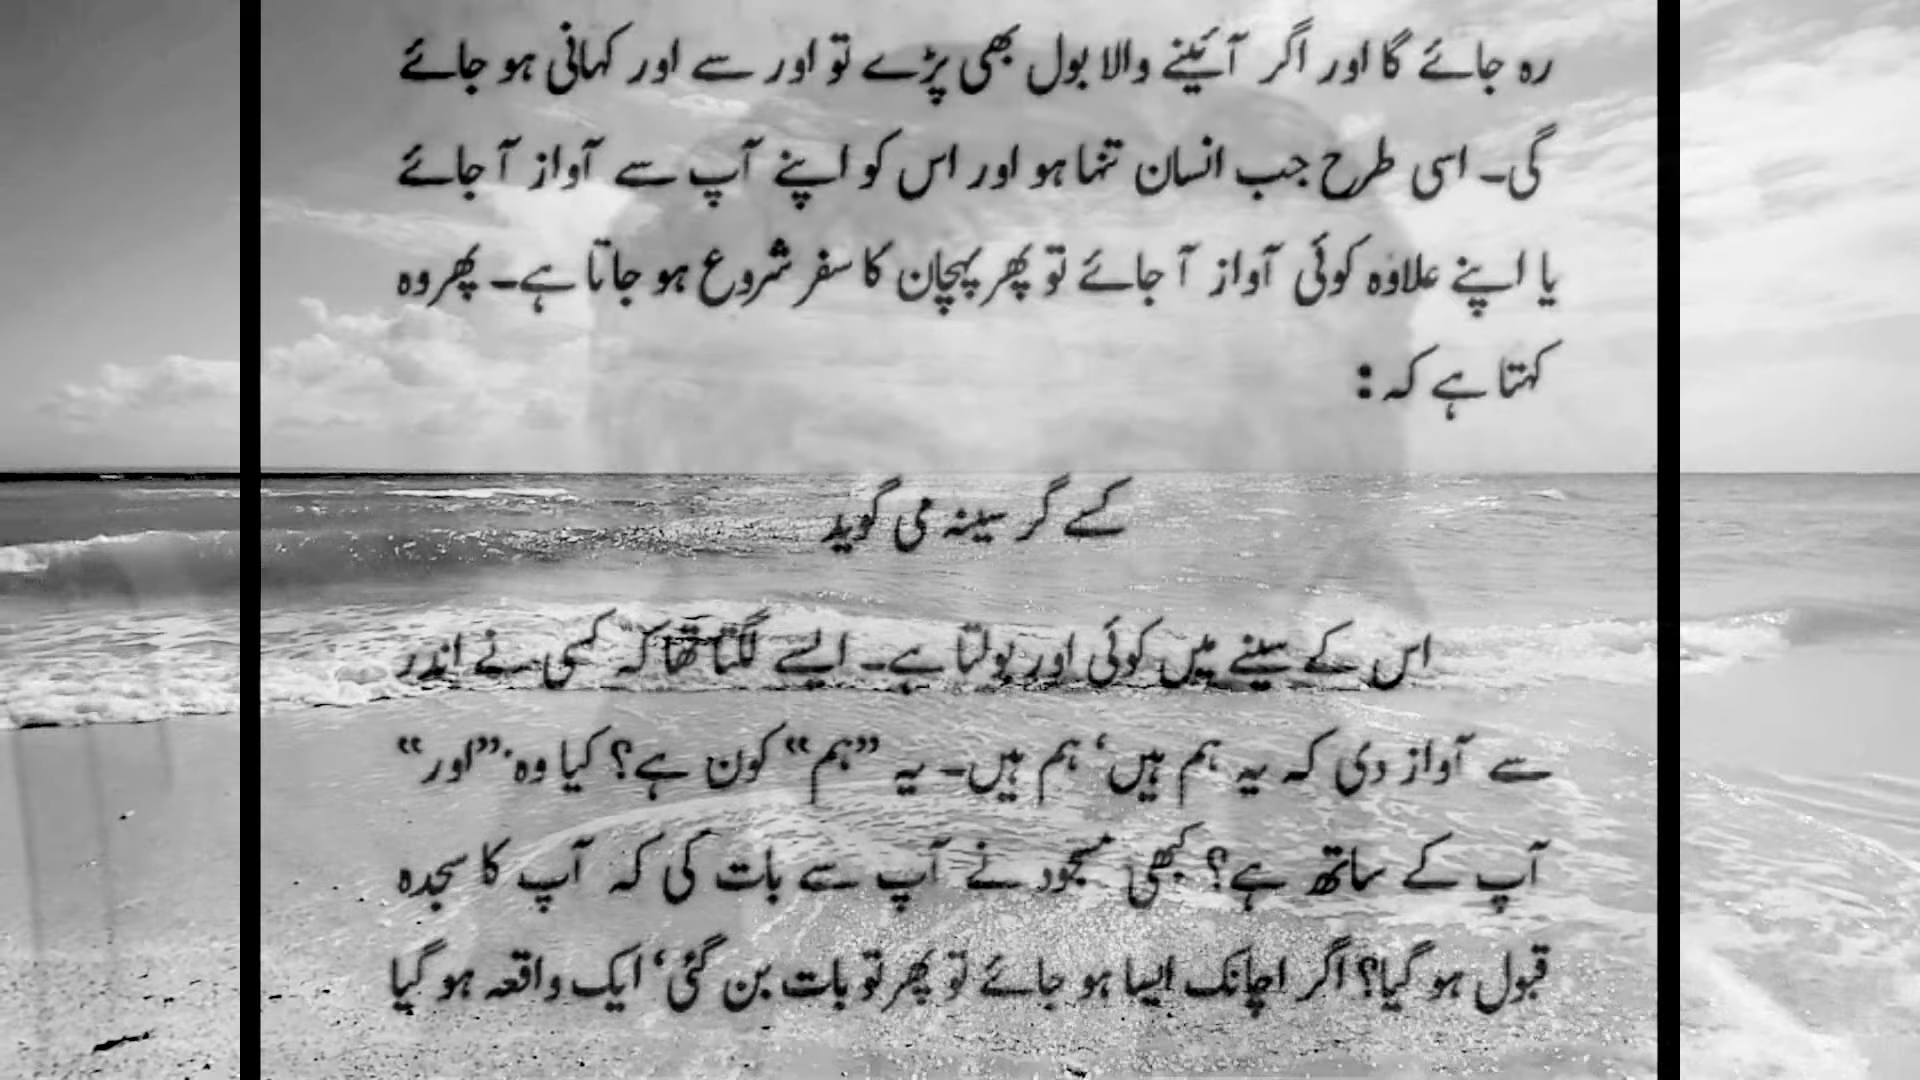 رہ جائے گا اور اگر آئینے والا بول بھی پڑے تو اور سے اور کہانی ہو جائے
گی۔ اسی طرح جب انسان تنہا ہو اور اس کو اپنے آپ سے آواز آ جائے
یا اپنے علاوہ کوئی آواز آ جائے تو پھر پہچان کا سفر شروع ہو جاتا ہے۔ پھر وہ
کہتا ہے کہ :
کسے گر سینہ می گوید
اس کے سینے میں کوئی اور بولتا ہے۔ ایسے لگتا تھا کہ کسی نے اندر
سے آواز دی کہ یہ ہم ہیں‘ ہم ہیں۔ یہ ”ہم“ کون ہے؟ کیا وہ ”اور“
آپ کے ساتھ ہے؟ کبھی مسجود نے آپ سے بات کی کہ آپ کا سجدہ
قبول ہو گیا؟ اگر اچانک ایسا ہو جائے تو پھر تو بات بن گئی‘ ایک واقعہ ہو گیا